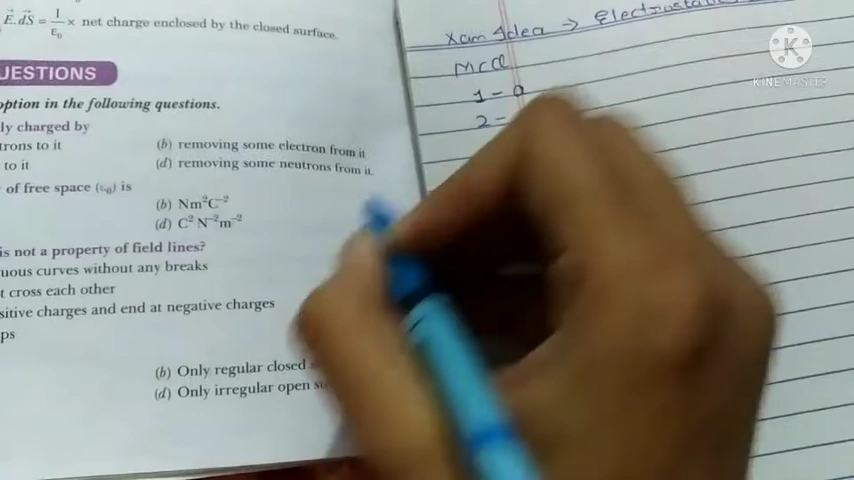 E⃗.dS⃗ = 1/ε₀ × net charge enclosed by the closed surface.
UESTIONS
option in the following questions.
ly charged by
trons to it (b) removing some electron from it
to it (d) removing some neutrons from it.
of free space (ε₀) is
(b) Nm²C⁻²
(d) C² N⁻² m⁻²
is not a property of field lines?
uous curves without any breaks
t cross each other
sitive charges and end at negative charges
ps
(b) Only regular closed
(d) Only irregular open
Xam Idea → Electrostati
MCQ
1 - a
2 -
KINEMASTER